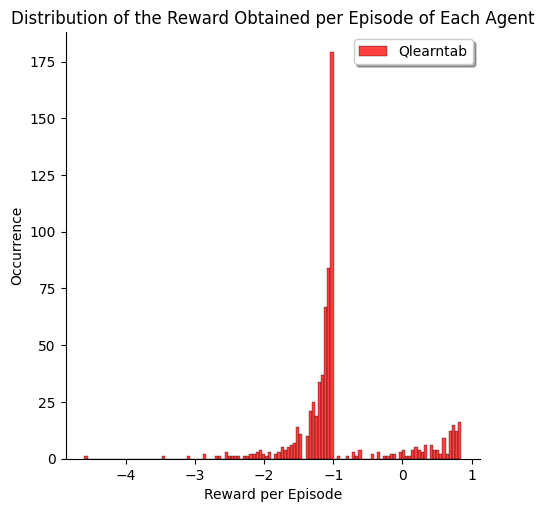 Distribution of the Reward Obtained per Episode of Each Agent
Qlearntab
175
150
125
100
75
50
25
0
Occurrence
−4 −3 −2 −1 0 1
Reward per Episode